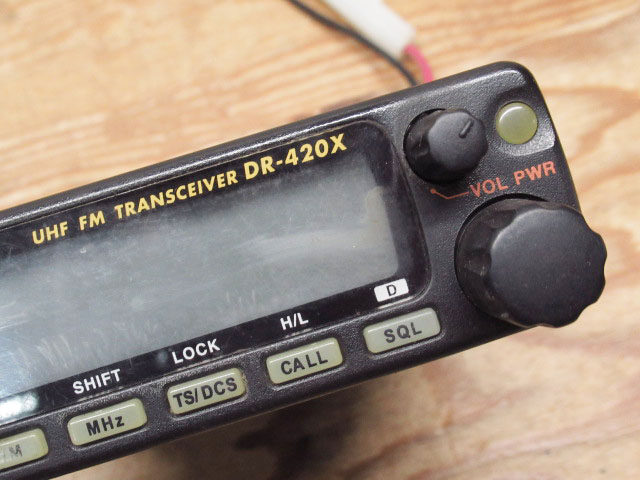 UHF FM TRANSCEIVER DR-420X
VOL PWR
D
H/L
LOCK
SHIFT
SQL
CALL
TS/DCS
MHz